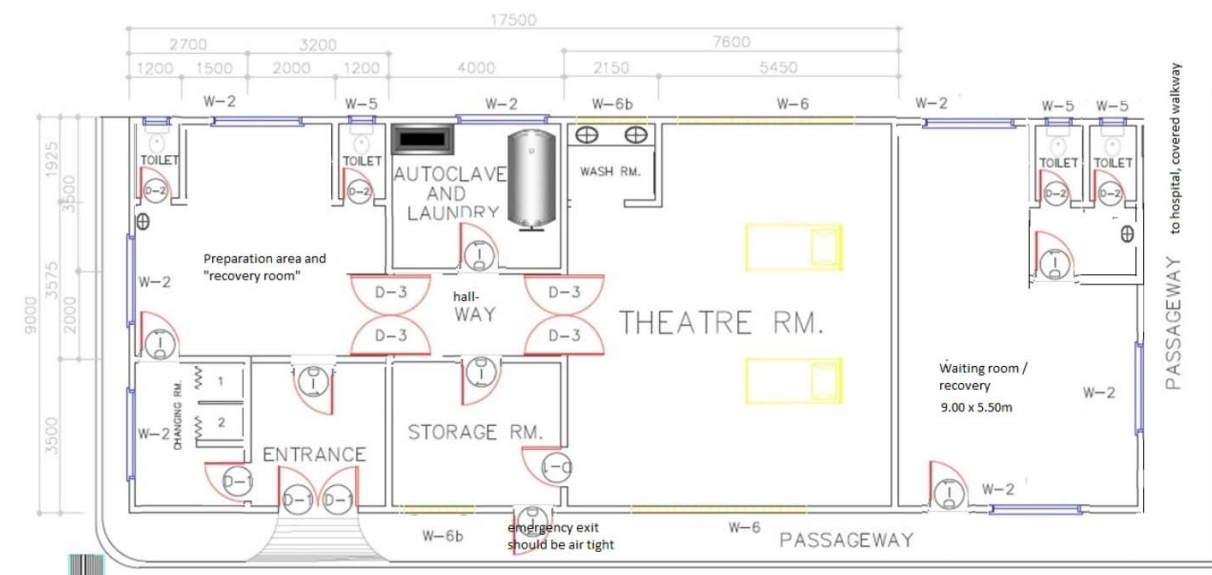 17500
2700
3200
7600
1200
1500
2000
1200
4000
2150
5450
W-2
W-5
W-2
W-6b
W-6
W-2
W-5
W-5
9000
1925
3500
3575
2000
3500
TOILET
D-2
TOILET
D-2
AUTOCLAVE
AND
LAUNDRY
WASH RM.
TOILET
D-2
TOILET
D-2
to hospital, covered walkway
PASSAGEWAY
Preparation area and
"recovery room"
W-2
D-3
D-3
hall-
WAY
D-3
D-3
THEATRE RM.
CHANGING RM.
1
2
W-2
D-1
ENTRANCE
D-1
D-1
STORAGE RM.
D-1
Waiting room /
recovery
9.00 x 5.50m
W-2
W-2
W-6b
emergency exit
should be air tight
W-6
PASSAGEWAY